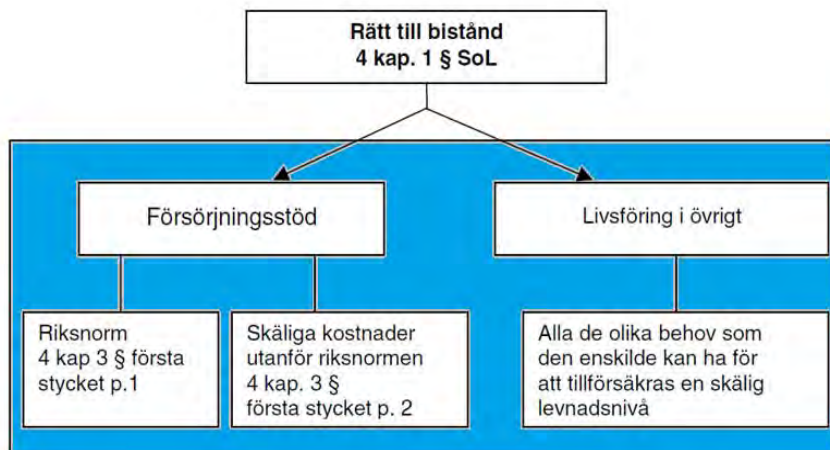 Rätt till bistånd
4 kap. 1 § SoL
Försörjningsstöd
Livsföring i övrigt
Riksnorm
4 kap 3 § första
stycket p.1
Skäliga kostnader
utanför riksnormen
4 kap. 3 §
första stycket p. 2
Alla de olika behov som
den enskilde kan ha för
att tillförsäkras en skälig
levnadsnivå